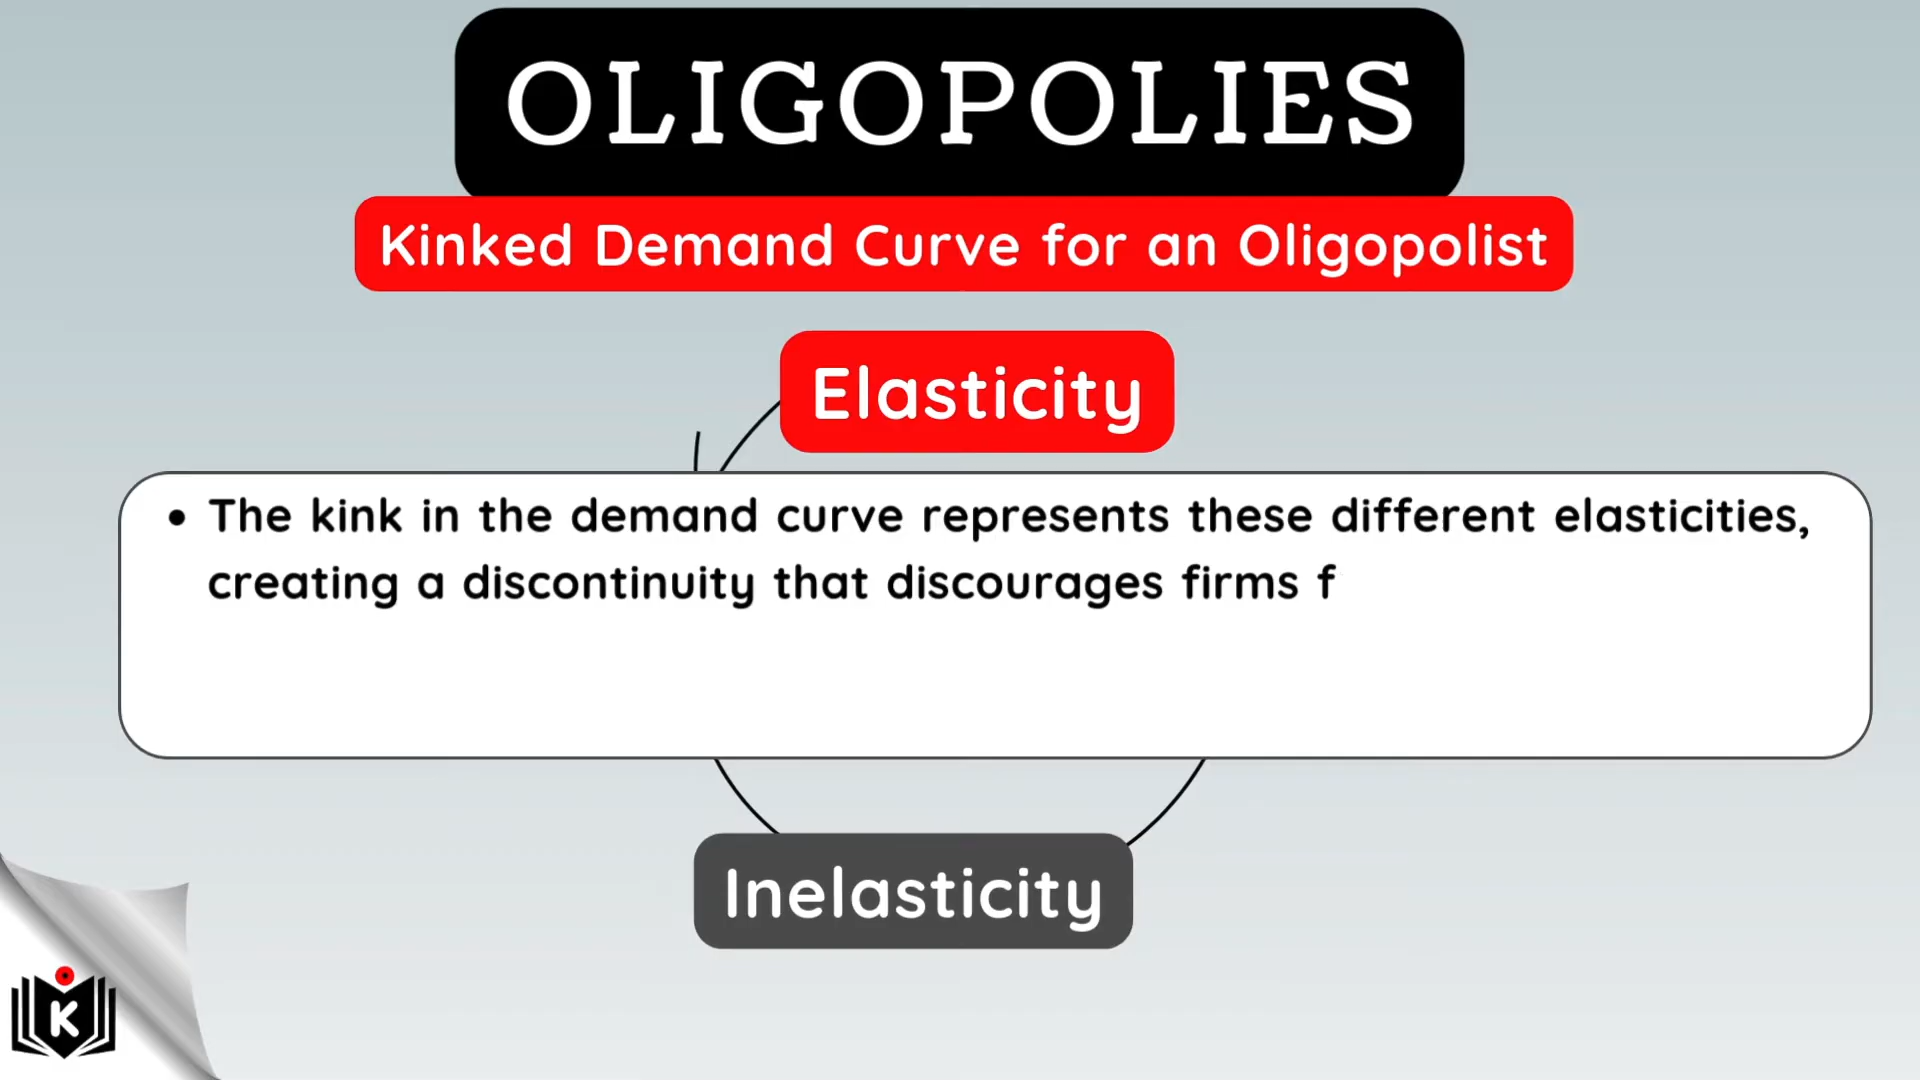 OLIGOPOLIES
Kinked Demand Curve for an Oligopolist
Elasticity
• The kink in the demand curve represents these different elasticities,
creating a discontinuity that discourages firms f
Inelasticity
K